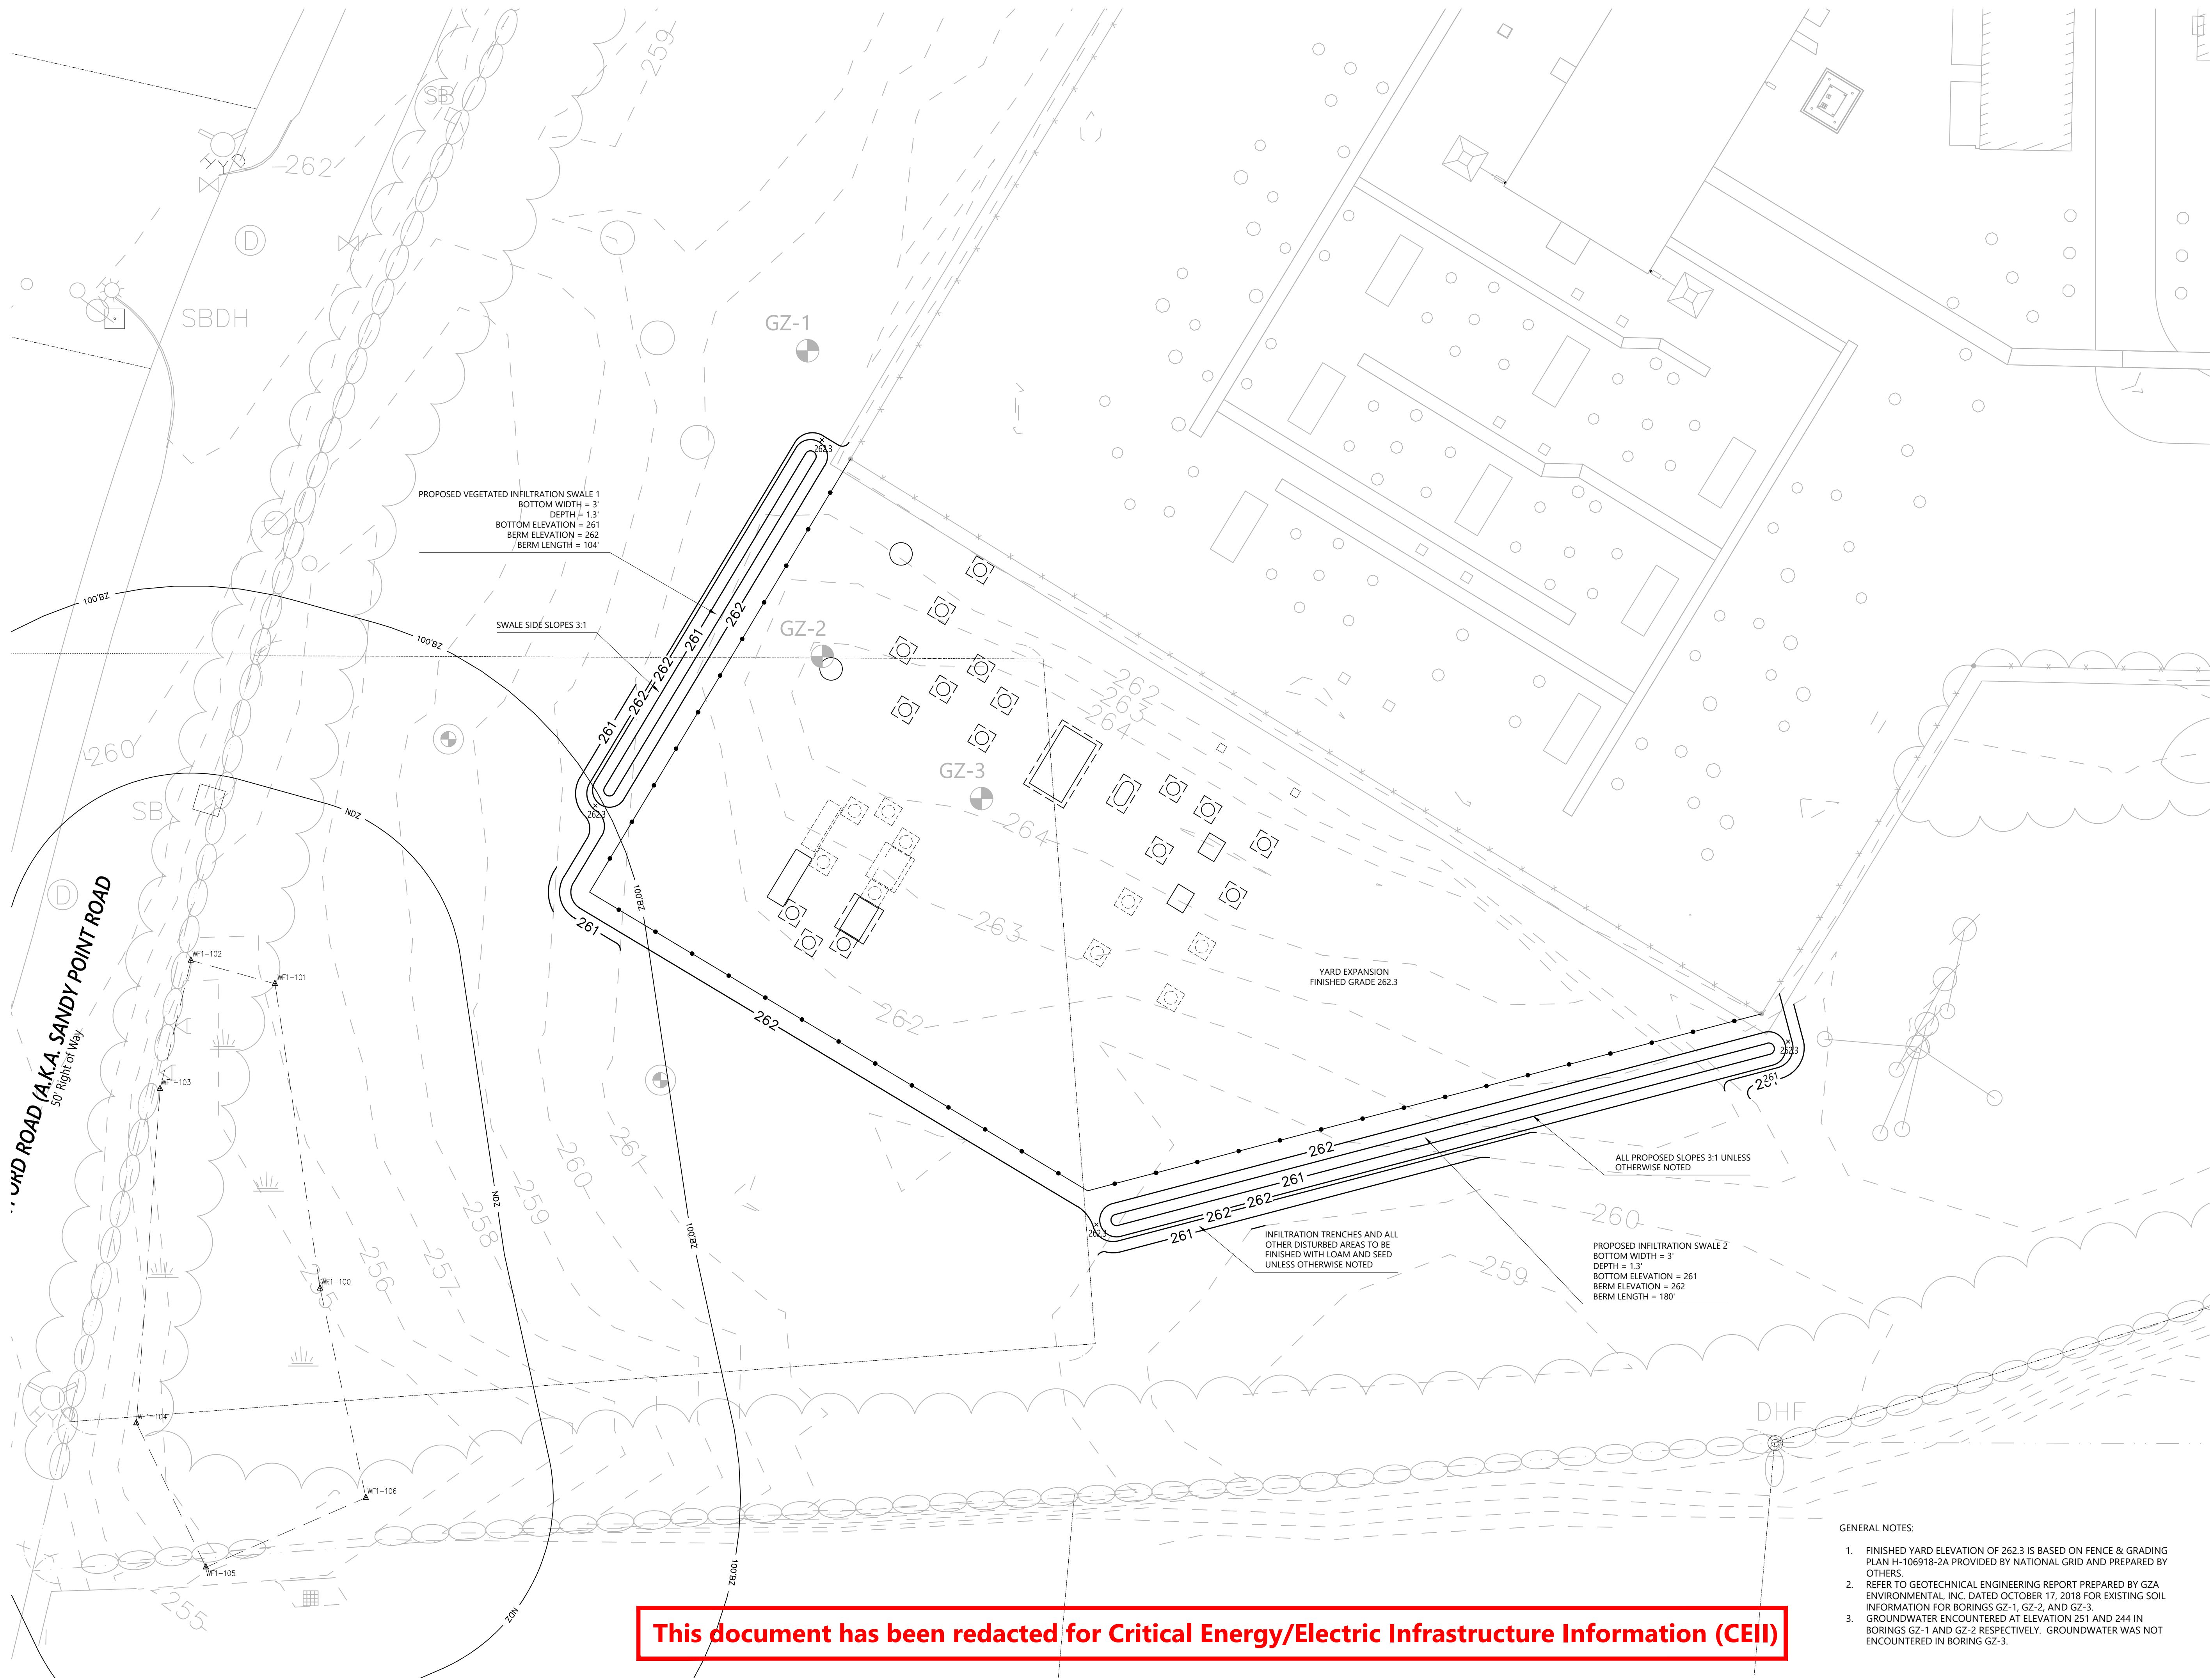 259
SB
HYD
262
D
SBDH
GZ-1
262.3
PROPOSED VEGETATED INFILTRATION SWALE 1
BOTTOM WIDTH = 3'
DEPTH = 1.3'
BOTTOM ELEVATION = 261
BERM ELEVATION = 262
BERM LENGTH = 104'
SWALE SIDE SLOPES 3:1
100'BZ
100'BZ
262
261
262
262
261
GZ-2
262
263
264
260
SB
NDZ
262.3
GZ-3
264
D
100'BZ
261
263
262
262
YARD EXPANSION
FINISHED GRADE 262.3
WF1-102
WF1-101
FORD ROAD (A.K.A. SANDY POINT ROAD
50' Right of Way
WF1-103
262.3
261
261
ALL PROPOSED SLOPES 3:1 UNLESS
OTHERWISE NOTED
262
261
262
262
261
262.3
260
259
INFILTRATION TRENCHES AND ALL
OTHER DISTURBED AREAS TO BE
FINISHED WITH LOAM AND SEED
UNLESS OTHERWISE NOTED
PROPOSED INFILTRATION SWALE 2
BOTTOM WIDTH = 3'
DEPTH = 1.3'
BOTTOM ELEVATION = 261
BERM ELEVATION = 262
BERM LENGTH = 180'
261
260
259
258
257
256
255
NDZ
100'BZ
WF1-100
HY
WF1-104
WF1-106
WF1-105
255
NDZ
100'BZ
DHF
GENERAL NOTES:
1. FINISHED YARD ELEVATION OF 262.3 IS BASED ON FENCE & GRADING
PLAN H-106918-2A PROVIDED BY NATIONAL GRID AND PREPARED BY
OTHERS.
2. REFER TO GEOTECHNICAL ENGINEERING REPORT PREPARED BY GZA
ENVIRONMENTAL, INC. DATED OCTOBER 17, 2018 FOR EXISTING SOIL
INFORMATION FOR BORINGS GZ-1, GZ-2, AND GZ-3.
3. GROUNDWATER ENCOUNTERED AT ELEVATION 251 AND 244 IN
BORINGS GZ-1 AND GZ-2 RESPECTIVELY. GROUNDWATER WAS NOT
ENCOUNTERED IN BORING GZ-3.
This document has been redacted for Critical Energy/Electric Infrastructure Information (CEII)